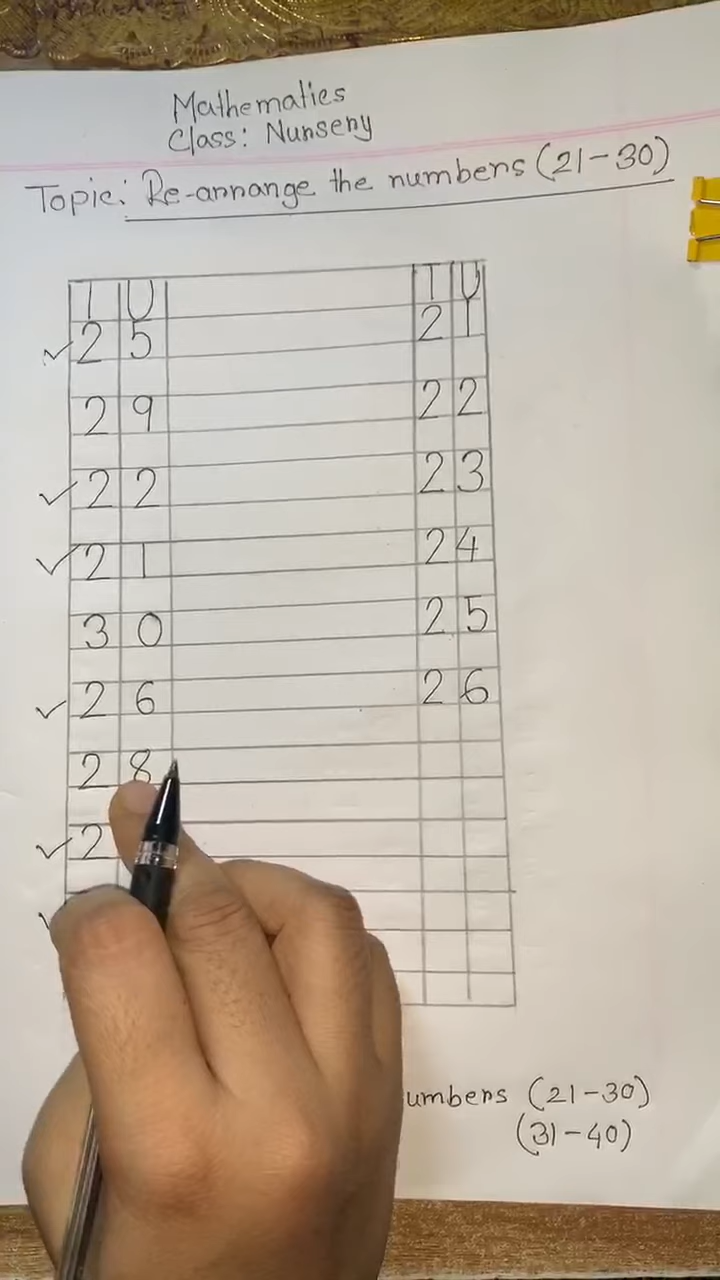 Mathematics
Class: Nunseny
Topic: Re-arrange the numbers (21-30)
T U T U
2 5 2 1
2 9 2 2
2 2 2 3
2 1 2 4
3 0 2 5
2 6 2 6
2 8
2
umbers (21-30)
(31-40)